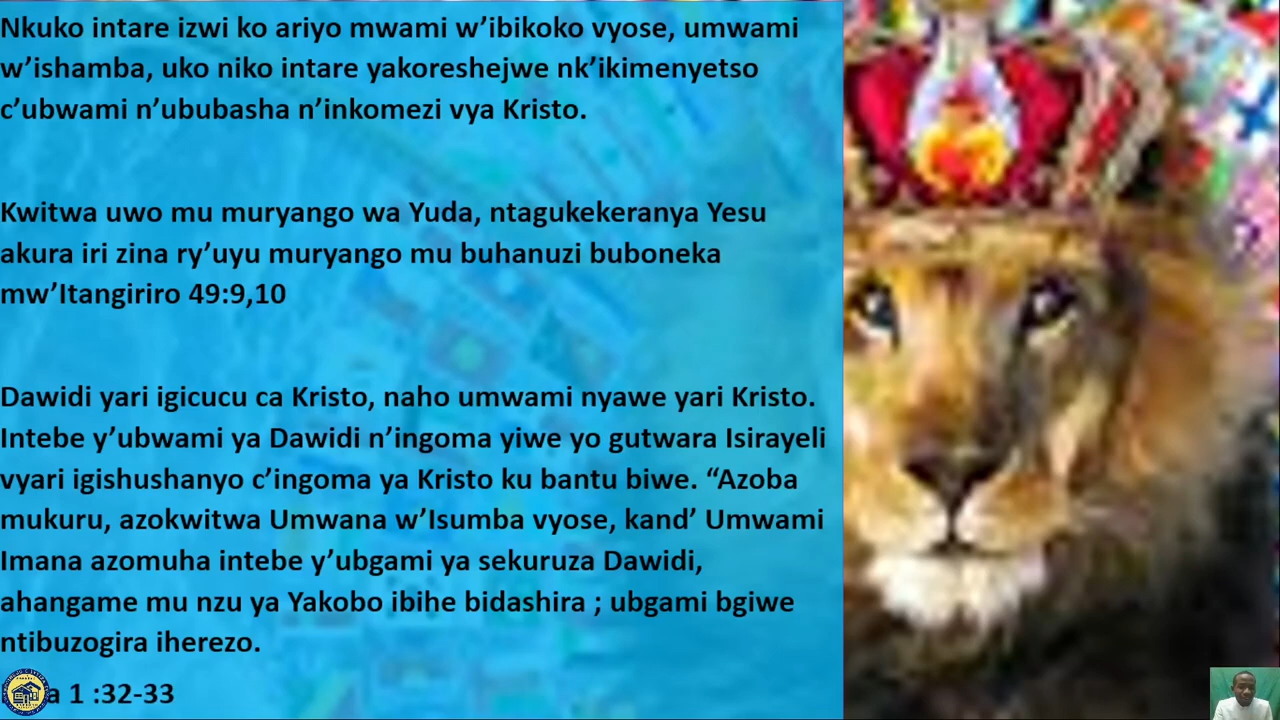 Nkuko intare izwi ko ariyo mwami w’ibikoko vyose, umwami
w’ishamba, uko niko intare yakoreshejwe nk’ikimenyetso
c’ubwami n’ububasha n’inkomezi vya Kristo.
Kwitwa uwo mu muryango wa Yuda, ntagukekeranya Yesu
akura iri zina ry’uyu muryango mu buhanuzi buboneka
mw’Itangiriro 49:9,10
Dawidi yari igicucu ca Kristo, naho umwami nyawe yari Kristo.
Intebe y’ubwami ya Dawidi n’ingoma yiwe yo gutwara Isirayeli
vyari igishushanyo c’ingoma ya Kristo ku bantu biwe. “Azoba
mukuru, azokwitwa Umwana w’Isumba vyose, kand’ Umwami
Imana azomuha intebe y’ubgami ya sekuruza Dawidi,
ahangame mu nzu ya Yakobo ibihe bidashira ; ubgami bgiwe
ntibuzogira iherezo.
1 :32-33